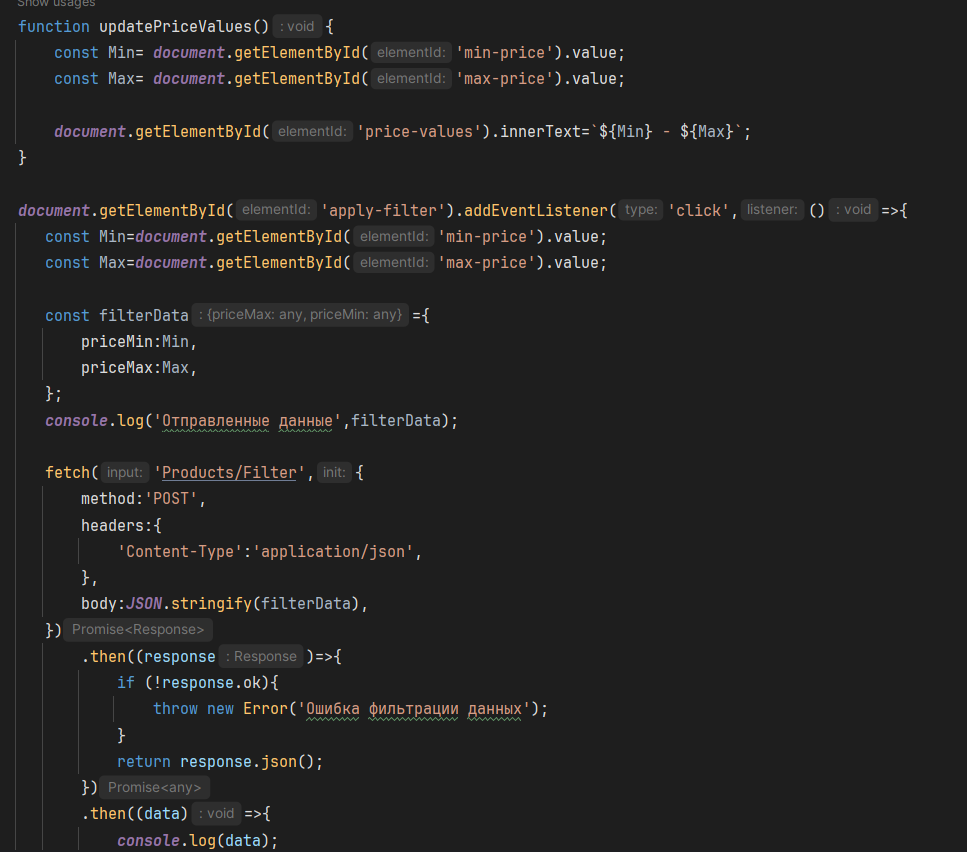 Show usages
function updatePriceValues() : void {
const Min= document.getElementById( elementId: 'min-price').value;
const Max= document.getElementById( elementId: 'max-price').value;
document.getElementById( elementId: 'price-values').innerText=`${Min} - ${Max}`;
}
document.getElementById( elementId: 'apply-filter').addEventListener( type: 'click', listener: () : void =>{
const Min=document.getElementById( elementId: 'min-price').value;
const Max=document.getElementById( elementId: 'max-price').value;
const filterData : {priceMax: any, priceMin: any} ={
priceMin:Min,
priceMax:Max,
};
console.log('Отправленные данные',filterData);
fetch( input: 'Products/Filter', init: {
method:'POST',
headers:{
'Content-Type':'application/json',
},
body:JSON.stringify(filterData),
}) Promise<Response>
.then((response : Response )=>{
if (!response.ok){
throw new Error('Ошибка фильтрации данных');
}
return response.json();
}) Promise<any>
.then((data) : void =>{
console.log(data);